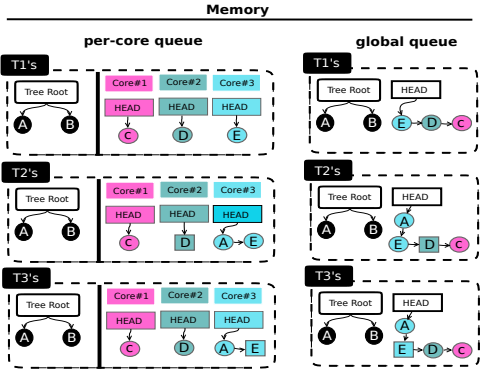 Memory
per-core queue
global queue
T1's
Tree Root
A
B
Core#1
Core#2
Core#3
HEAD
HEAD
HEAD
C
D
E
T1's
Tree Root
A
B
HEAD
E
D
C
T2's
Tree Root
A
B
Core#1
Core#2
Core#3
HEAD
HEAD
HEAD
C
D
A
E
T2's
Tree Root
A
B
HEAD
A
E
D
C
T3's
Tree Root
A
B
Core#1
Core#2
Core#3
HEAD
HEAD
HEAD
C
D
A
E
T3's
Tree Root
A
B
HEAD
A
E
D
C